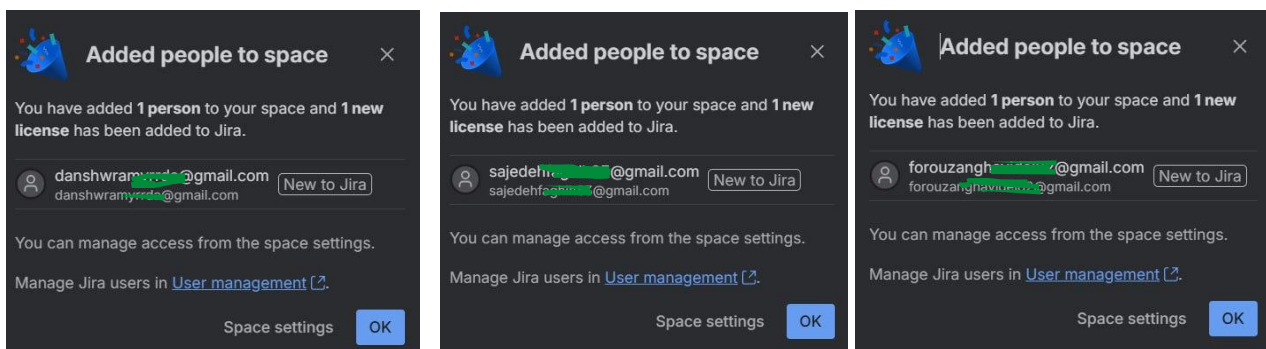 Added people to space
You have added 1 person to your space and 1 new
license has been added to Jira.
@gmail.com New to Jira
@gmail.com
You can manage access from the space settings.
Manage Jira users in User management.
Space settings OK
Added people to space
You have added 1 person to your space and 1 new
license has been added to Jira.
@gmail.com New to Jira
@gmail.com
You can manage access from the space settings.
Manage Jira users in User management.
Space settings OK
Added people to space
You have added 1 person to your space and 1 new
license has been added to Jira.
@gmail.com New to Jira
@gmail.com
You can manage access from the space settings.
Manage Jira users in User management.
Space settings OK